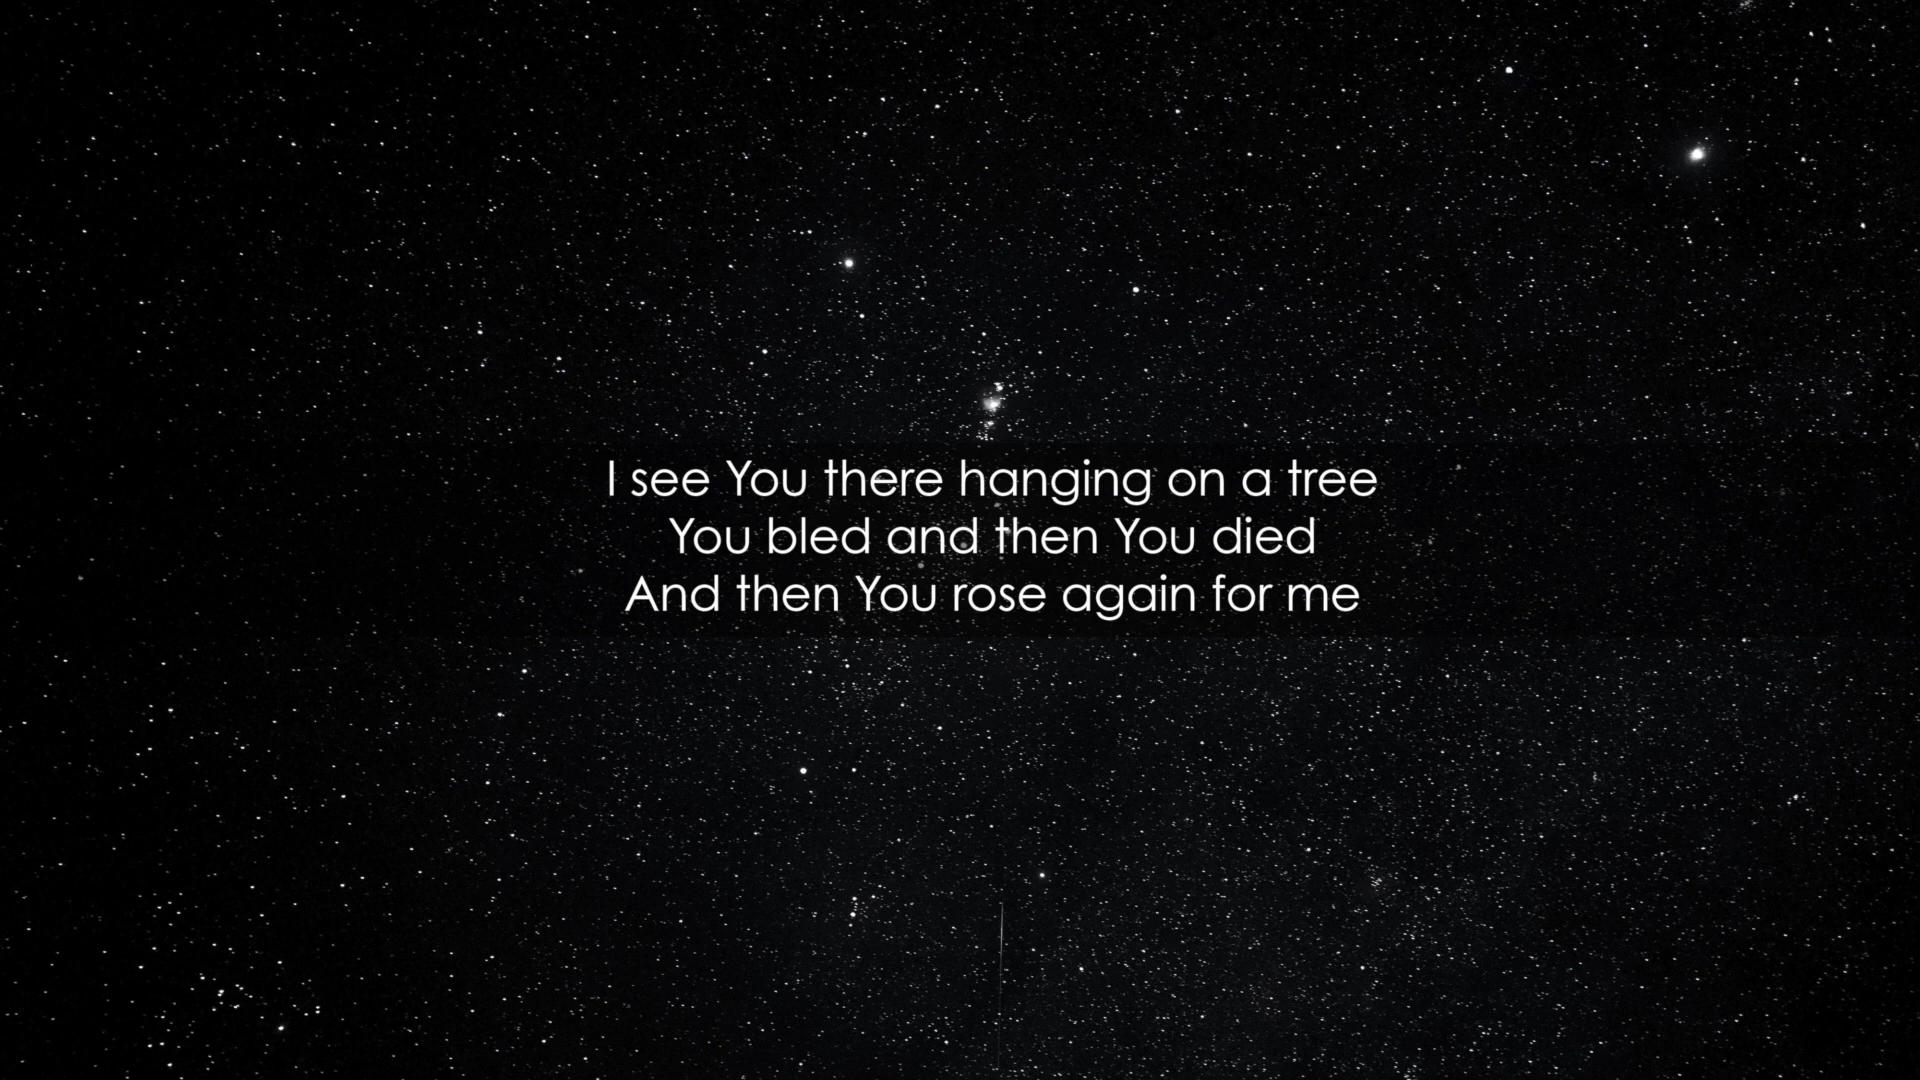 I see You there hanging on a tree
You bled and then You died
And then You rose again for me